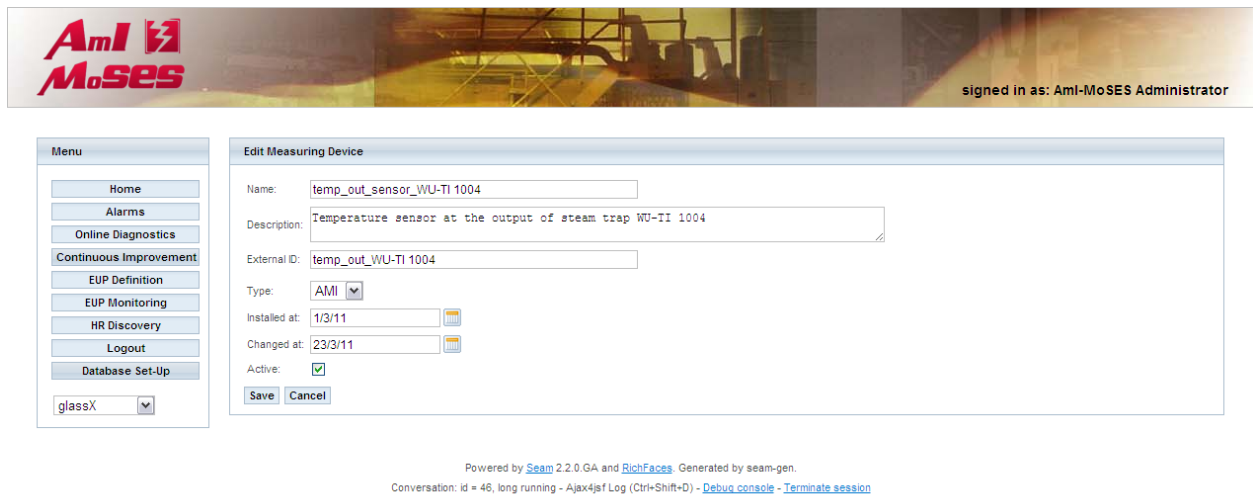 AmI
MoSES
signed in as: AmI-MoSES Administrator
Menu
Home
Alarms
Online Diagnostics
Continuous Improvement
EUP Definition
EUP Monitoring
HR Discovery
Logout
Database Set-Up
glassX
Edit Measuring Device
Name: temp_out_sensor_WU-TI 1004
Description: Temperature sensor at the output of steam trap WU-TI 1004
External ID: temp_out_WU-TI 1004
Type: AMI
Installed at: 1/3/11
Changed at: 23/3/11
Active:
Save Cancel
Powered by Seam 2.2.0.GA and RichFaces. Generated by seam-gen.
Conversation: id = 46, long running - Ajax4jsf Log (Ctrl+Shift+D) - Debug console - Terminate session